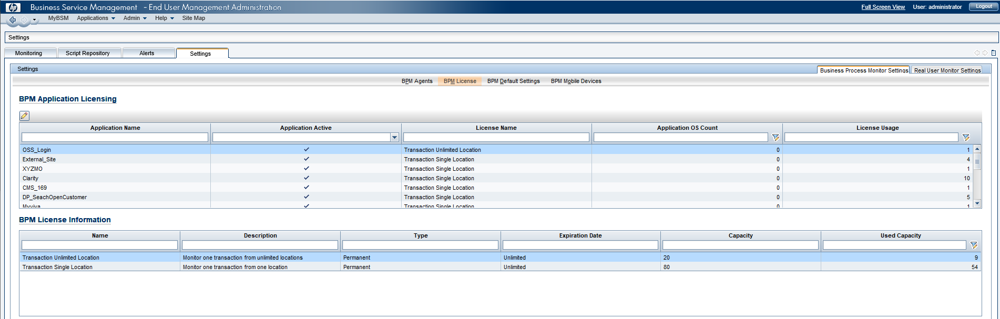 hp Business Service Management - End User Management Administration Full Screen View User: administrator Logout
MyBSM Applications Admin Help Site Map
Settings
Monitoring Script Repository Alerts Settings
Settings Business Process Monitor Settings Real User Monitor Settings
BPM Agents BPM License BPM Default Settings BPM Mobile Devices
BPM Application Licensing
Application Name Application Active License Name Application OS Count License Usage
OSS_Login Transaction Unlimited Location 0 1
External_Site Transaction Single Location 0 4
XYZMO Transaction Single Location 0 1
Clarity Transaction Single Location 0 10
CMS_169 Transaction Single Location 0 1
DP_SeachOpenCustomer Transaction Single Location 0 5
Myviva Transaction Single Location 0 1
BPM License Information
Name Description Type Expiration Date Capacity Used Capacity
Transaction Unlimited Location Monitor one transaction from unlimited locations Permanent Unlimited 20 9
Transaction Single Location Monitor one transaction from one location Permanent Unlimited 80 54